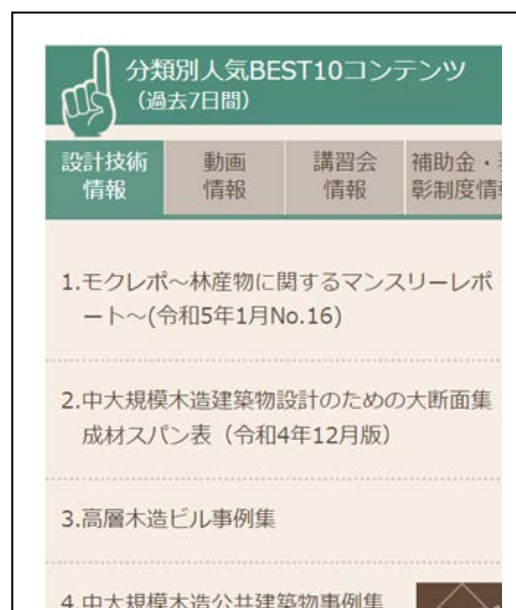 分類別人気BEST10コンテンツ
（過去7日間）
設計技術
情報
動画
情報
講習会
情報
補助金・
彰制度情
1.モクレポ～林産物に関するマンスリーレポ
ート～(令和5年1月No.16)
2.中大規模木造建築物設計のための大断面集
成材スパン表（令和4年12月版）
3.高層木造ビル事例集
4.中大規模木造公共建築物事例集